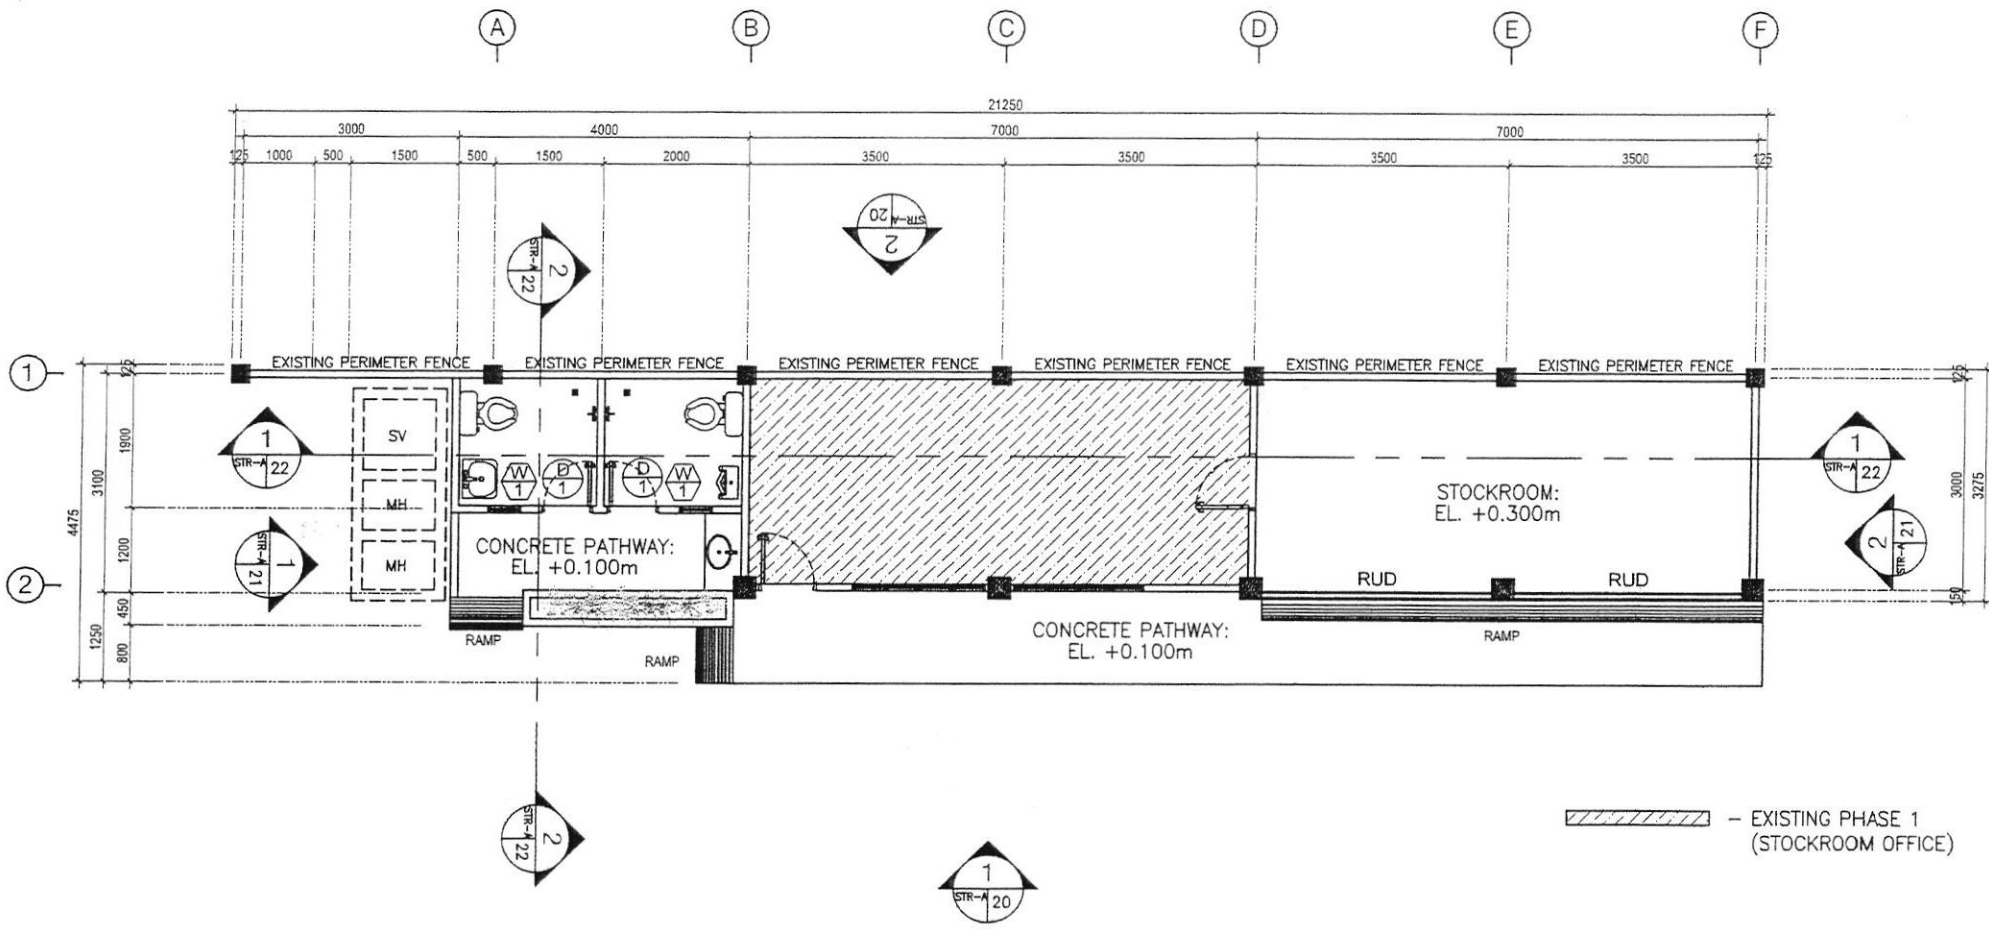 A B C D E F
21250
3000 4000 7000 7000
125 1000 500 1500 500 1500 2000 3500 3500 3500 3500 125
20 STR-A
2
STR-A 22
2
1
EXISTING PERIMETER FENCE EXISTING PERIMETER FENCE EXISTING PERIMETER FENCE EXISTING PERIMETER FENCE EXISTING PERIMETER FENCE EXISTING PERIMETER FENCE
125
1900
3100
4475
1200
450
1250
800
125
3000
3275
150
1
STR-A 22
SV
MH
MH
W
1
D
1
D
1
W
1
STOCKROOM:
EL. +0.300m
1
STR-A 22
STR-A 21
1
CONCRETE PATHWAY:
EL. +0.100m
2
STR-A 21
2
RUD RUD
RAMP
RAMP
CONCRETE PATHWAY:
EL. +0.100m
RAMP
STR-A 22
2
1
STR-A 20
- EXISTING PHASE 1
(STOCKROOM OFFICE)